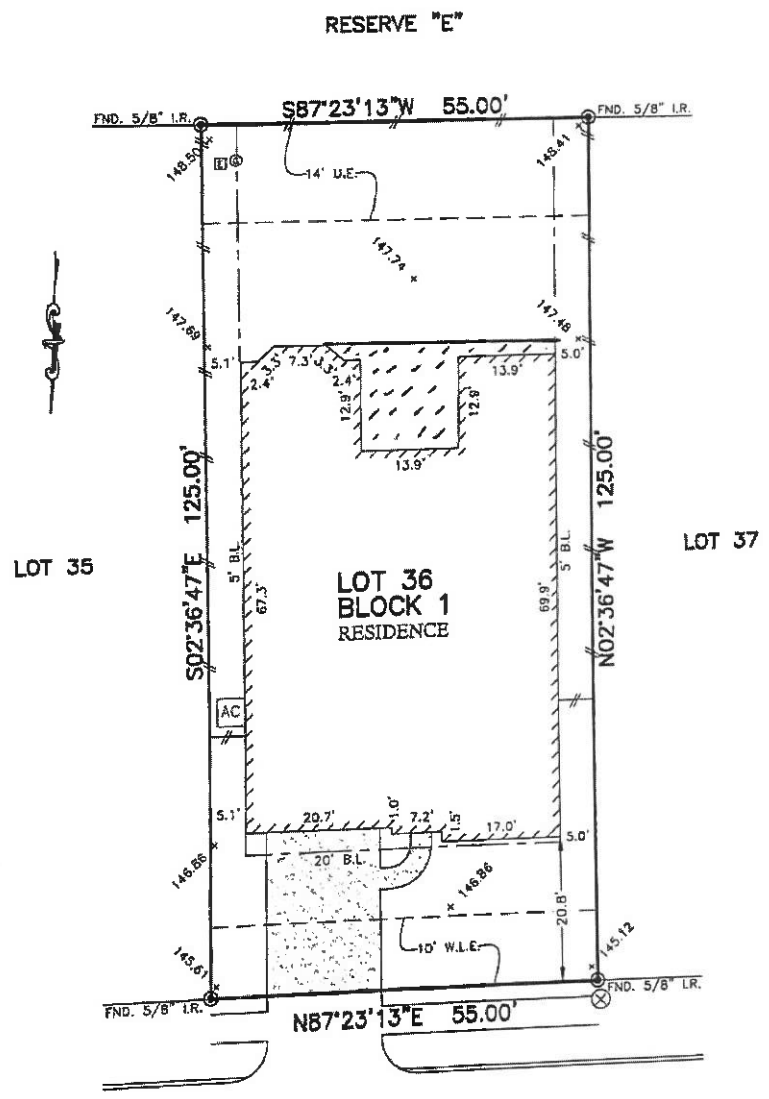 RESERVE "E"
S87°23'13"W 55.00'
FND. 5/8" I.R.
FND. 5/8" I.R.
148.50
148.41
E
14' U.E.
147.74
147.69
147.48
5.1'
2.4'
3.3'
7.3'
3.3'
2.4'
12.9'
13.9'
12.9'
13.9'
5.0'
S02°36'47"E 125.00'
N02°36'47"W 125.00'
LOT 35
LOT 37
5' B.L.
67.3'
LOT 36
BLOCK 1
RESIDENCE
69.9'
5' B.L.
AC
5.1'
20.7'
1.0'
7.2'
1.5'
17.0'
5.0'
20' B.L.
146.86
146.86
20.8'
10' W.L.E.
145.61
145.12
FND. 5/8" I.R.
FND. 5/8" I.R.
N87°23'13"E 55.00'